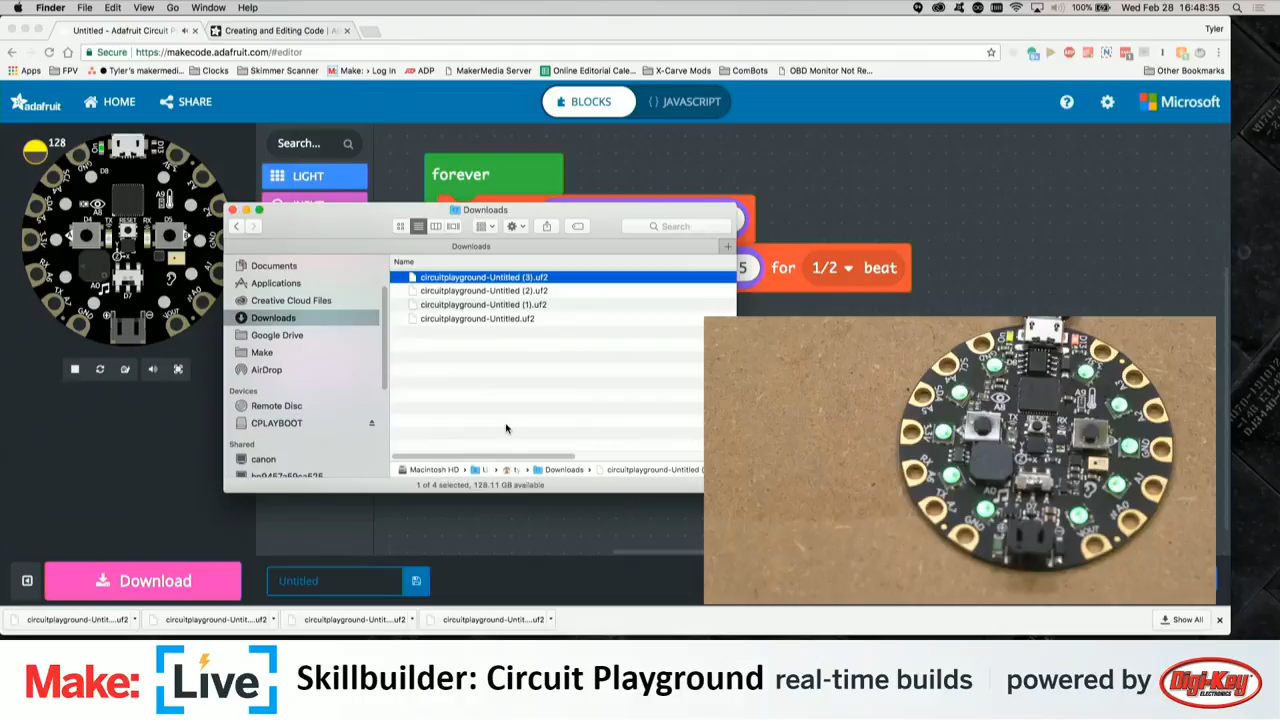 Finder File Edit View Go Window Help
100% Wed Feb 28 16:48:35
Untitled - Adafruit Circuit P
Creating and Editing Code | A
Tyler
Secure https://makecode.adafruit.com/#editor
Apps FPV Tyler's makermedi... Clocks Skimmer Scanner Make: > Log In ADP MakerMedia Server Online Editorial Cale... X-Carve Mods ComBots OBD Monitor Not Re... Other Bookmarks
adafruit HOME SHARE BLOCKS {} JAVASCRIPT ? Microsoft
128
Search...
LIGHT
forever
5 for 1/2 beat
Downloads
Search
Downloads
Name
Documents
Applications
Creative Cloud Files
Downloads
Google Drive
Make
AirDrop
Devices
Remote Disc
CPLAYBOOT
Shared
canon
circuitplayground-Untitled (3).uf2
circuitplayground-Untitled (2).uf2
circuitplayground-Untitled (1).uf2
circuitplayground-Untitled.uf2
Macintosh HD Downloads circuitplayground-Untitled (
1 of 4 selected, 128.11 GB available
Download
Untitled
circuitplayground-Untit....uf2 circuitplayground-Untit....uf2 circuitplayground-Untit....uf2 circuitplayground-Untit....uf2 Show All
Make: Live Skillbuilder: Circuit Playground real-time builds powered by Digi-Key ELECTRONICS